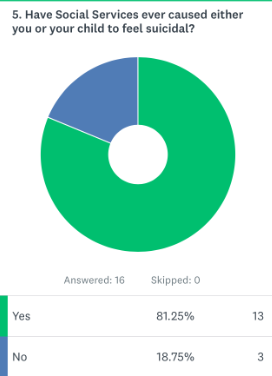 5. Have Social Services ever caused either
you or your child to feel suicidal?
Answered: 16 Skipped: 0
Yes 81.25% 13
No 18.75% 3